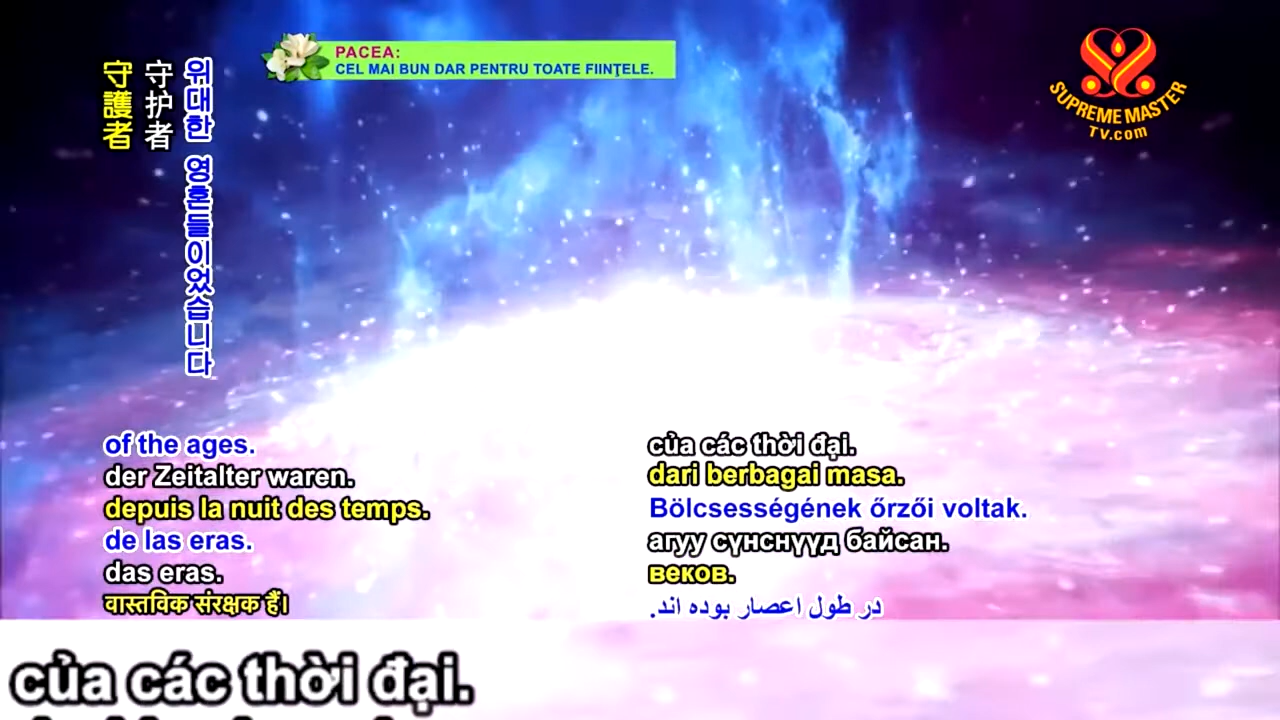 PACEA:
CEL MAI BUN DAR PENTRU TOATE FIINŢELE.
SUPREME MASTER
TV.com
守護者
守护者
위대한 영혼들이었습니다
of the ages.
der Zeitalter waren.
depuis la nuit des temps.
de las eras.
das eras.
वास्तविक संरक्षक हैं।
của các thời đại.
dari berbagai masa.
Bölcsességének őrzői voltak.
агуу сүнснүүд байсан.
веков.
در طول اعصار بوده اند.
của các thời đại.